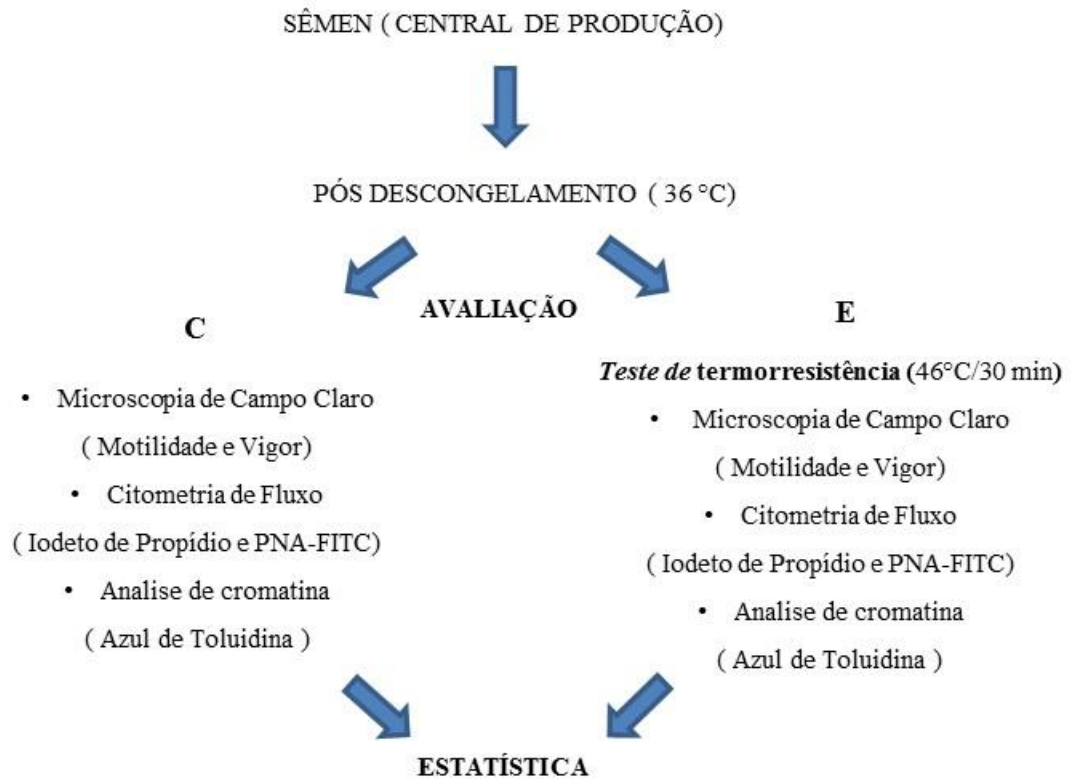 SÊMEN ( CENTRAL DE PRODUÇÃO)
PÓS DESCONGELAMENTO ( 36 °C)
AVALIAÇÃO
C
• Microscopia de Campo Claro
( Motilidade e Vigor)
• Citometria de Fluxo
( Iodeto de Propídio e PNA-FITC)
• Analise de cromatina
( Azul de Toluidina )
E
Teste de termorresistência (46°C/30 min)
• Microscopia de Campo Claro
( Motilidade e Vigor)
• Citometria de Fluxo
( Iodeto de Propídio e PNA-FITC)
• Analise de cromatina
( Azul de Toluidina )
ESTATÍSTICA